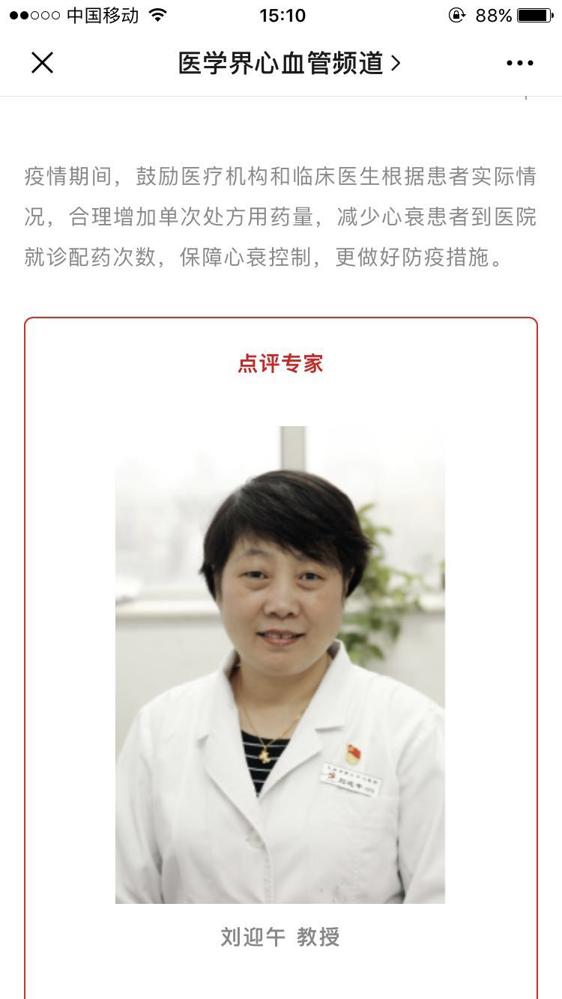 中国移动 15:10 88%
医学界心血管频道
疫情期间，鼓励医疗机构和临床医生根据患者实际情
况，合理增加单次处方用药量，减少心衰患者到医院
就诊配药次数，保障心衰控制，更做好防疫措施。
点评专家
刘迎午 教授